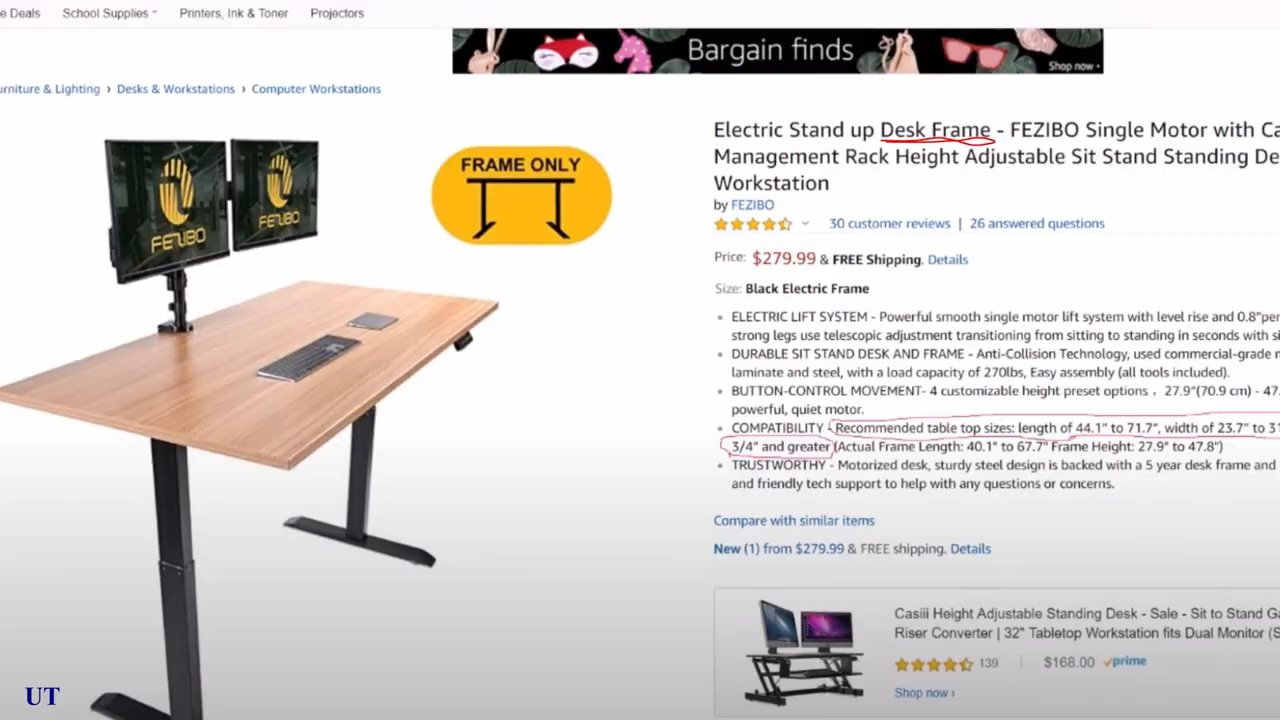 e Deals School Supplies Printers, Ink & Toner Projectors
Bargain finds
Shop now
urniture & Lighting › Desks & Workstations › Computer Workstations
FEZIBO
FEZIBO
FRAME ONLY
Electric Stand up Desk Frame - FEZIBO Single Motor with Ca
Management Rack Height Adjustable Sit Stand Standing De
Workstation
by FEZIBO
30 customer reviews | 26 answered questions
Price: $279.99 & FREE Shipping. Details
Size: Black Electric Frame
ELECTRIC LIFT SYSTEM - Powerful smooth single motor lift system with level rise and 0.8"per
strong legs use telescopic adjustment transitioning from sitting to standing in seconds with si
DURABLE SIT STAND DESK AND FRAME - Anti-Collision Technology, used commercial-grade m
laminate and steel, with a load capacity of 270lbs, Easy assembly (all tools included).
BUTTON-CONTROL MOVEMENT- 4 customizable height preset options , 27.9"(70.9 cm) - 47.
powerful, quiet motor.
COMPATIBILITY - Recommended table top sizes: length of 44.1" to 71.7", width of 23.7" to 31
3/4" and greater (Actual Frame Length: 40.1" to 67.7" Frame Height: 27.9" to 47.8")
TRUSTWORTHY - Motorized desk, sturdy steel design is backed with a 5 year desk frame and
and friendly tech support to help with any questions or concerns.
Compare with similar items
New (1) from $279.99 & FREE shipping. Details
Casiii Height Adjustable Standing Desk - Sale - Sit to Stand Ga
Riser Converter | 32" Tabletop Workstation fits Dual Monitor (S
139 | $168.00 prime
Shop now ›
UT